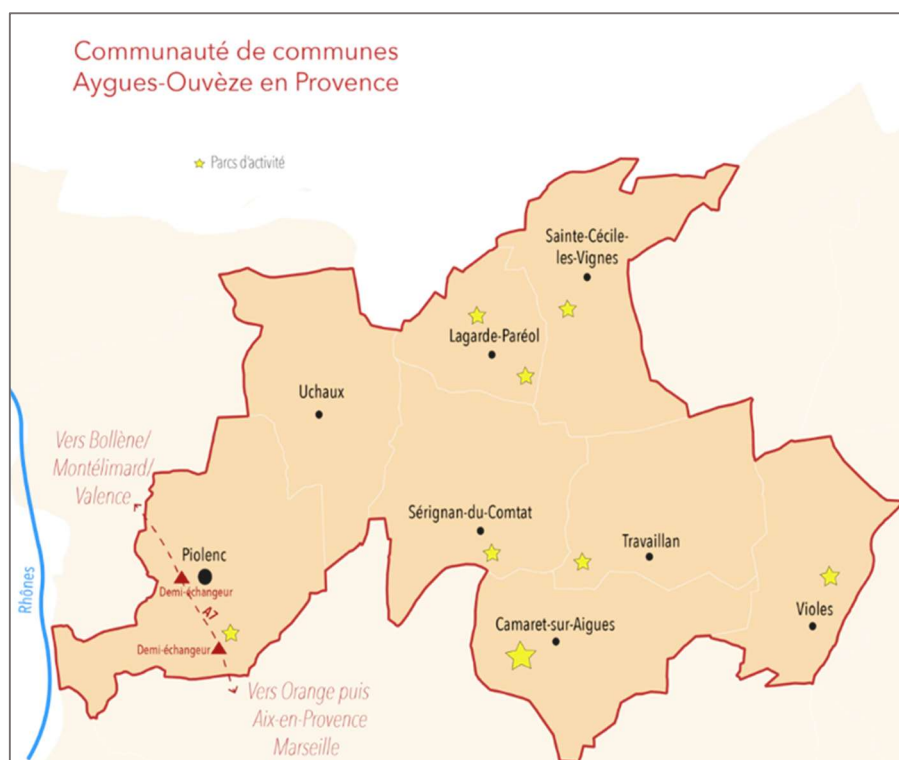 Communauté de communes
Aygues-Ouvèze en Provence
Parcs d'activité
Sainte-Cécile-
les-Vignes
Lagarde-Paréol
Uchaux
Vers Bollène/
Montélimard/
Valence
Sérignan-du-Comtat
Travaillan
Piolenc
Demi-échangeur
Rhônes
A7
Violes
Camaret-sur-Aigues
Demi-échangeur
Vers Orange puis
Aix-en-Provence
Marseille